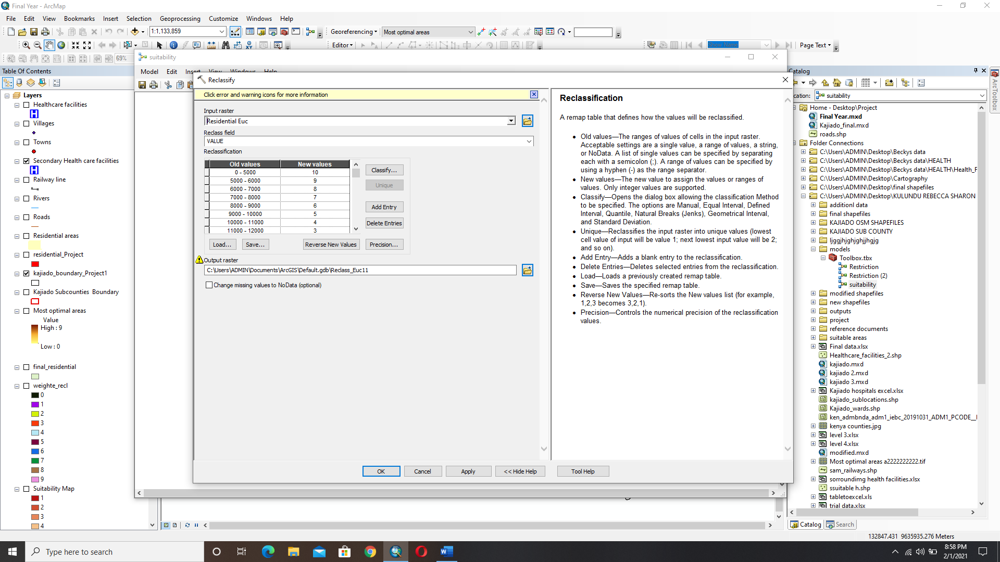 Final Year - ArcMap
File Edit View Bookmarks Insert Selection Geoprocessing Customize Windows Help
1:1,133,859
Georeferencing
Most optimal areas
Editor
Page Text
69%
Table Of Contents
Layers
Healthcare facilities
Villages
Towns
Secondary Health care facilities
Railway line
Rivers
Roads
Residential areas
residential_Project
kajiado_boundary_Project1
Kajiado Subcounties Boundary
Most optimal areas
Value
High : 9
Low : 0
final_residential
weighte_recl
0
1
2
3
4
5
6
7
8
9
Suitability Map
1
2
3
4
suitability
Model Edit Insert View Windows Help
Reclassify
Click error and warning icons for more information
Input raster
Residential Euc
Reclass field
VALUE
Reclassification
Old values New values
0 - 5000 10
5000 - 6000 9
6000 - 7000 8
7000 - 8000 7
8000 - 9000 6
9000 - 10000 5
10000 - 11000 4
11000 - 12000 3
Classify...
Unique
Add Entry
Delete Entries
Load... Save... Reverse New Values Precision...
Output raster
C:\Users\ADMIN\Documents\ArcGIS\Default.gdb\Reclass_Euc11
Change missing values to NoData (optional)
OK Cancel Apply << Hide Help Tool Help
Reclassification
A remap table that defines how the values will be reclassified.
Old values—The ranges of values of cells in the input raster.
Acceptable settings are a single value, a range of values, a string,
or NoData. A list of single values can be specified by separating
each with a semicolon (;). A range of values can be specified by
using a hyphen (-) as the range separator.
New values—The new value to assign the values or ranges of
values. Only integer values are supported.
Classify—Opens the dialog box allowing the classification Method
to be specified. The options are Manual, Equal Interval, Defined
Interval, Quantile, Natural Breaks (Jenks), Geometrical Interval,
and Standard Deviation.
Unique—Reclassifies the input raster into unique values (lowest
cell value of input will be value 1; next lowest input value will be 2;
and so on).
Add Entry—Adds a blank entry to the reclassification.
Delete Entries—Deletes selected entries from the reclassification.
Load—Loads a previously created remap table.
Save—Saves the specified remap table.
Reverse New Values—Re-sorts the New values list (for example,
1,2,3 becomes 3,2,1).
Precision—Controls the numerical precision of the reclassification
values.
Catalog
cation: suitability
Home - Desktop\Project
Final Year.mxd
Kajiado_final.mxd
roads.shp
Folder Connections
C:\Users\ADMIN\Desktop\Beckys data
C:\Users\ADMIN\Desktop\Beckys data\HEALTH
C:\Users\ADMIN\Desktop\Beckys data\HEALTH\Health_F
C:\Users\ADMIN\Desktop\Cartography
C:\Users\ADMIN\Desktop\final shapefiles
C:\Users\ADMIN\Desktop\KULUNDU REBECCA SHARON
additionl data
final shapefiles
KAJIADO OSM SHAPEFILES
KAJIADO SUB COUNTY
ljggjhjghjghjjhgjg
models
Toolbox.tbx
Restriction
Restriction (2)
suitability
modified shapefiles
new shapefiles
outputs
project
reference documents
suitable areas
Final data.xlsx
Healthcare_facilities_2.shp
kajiado.mxd
kajiado 2.mxd
kajiado 3.mxd
Kajiado hospitals excel.xlsx
kajiado_sublocations.shp
Kajiado_wards.shp
ken_admbnda_adm1_iebc_20191031_ADM1_PCODE_
kenya counties.jpg
level 3.xlsx
level 4.xlsx
modified.mxd
Most optimal areas a2222222222.tif
sam_railways.shp
sorroundimg health facilities.xlsx
ssuitable h.shp
tabletoexcel.xls
trial data.xlsx
Catalog Search
ArcToolbox
132847.431 9635935.276 Meters
Type here to search
8:58 PM
2/1/2021